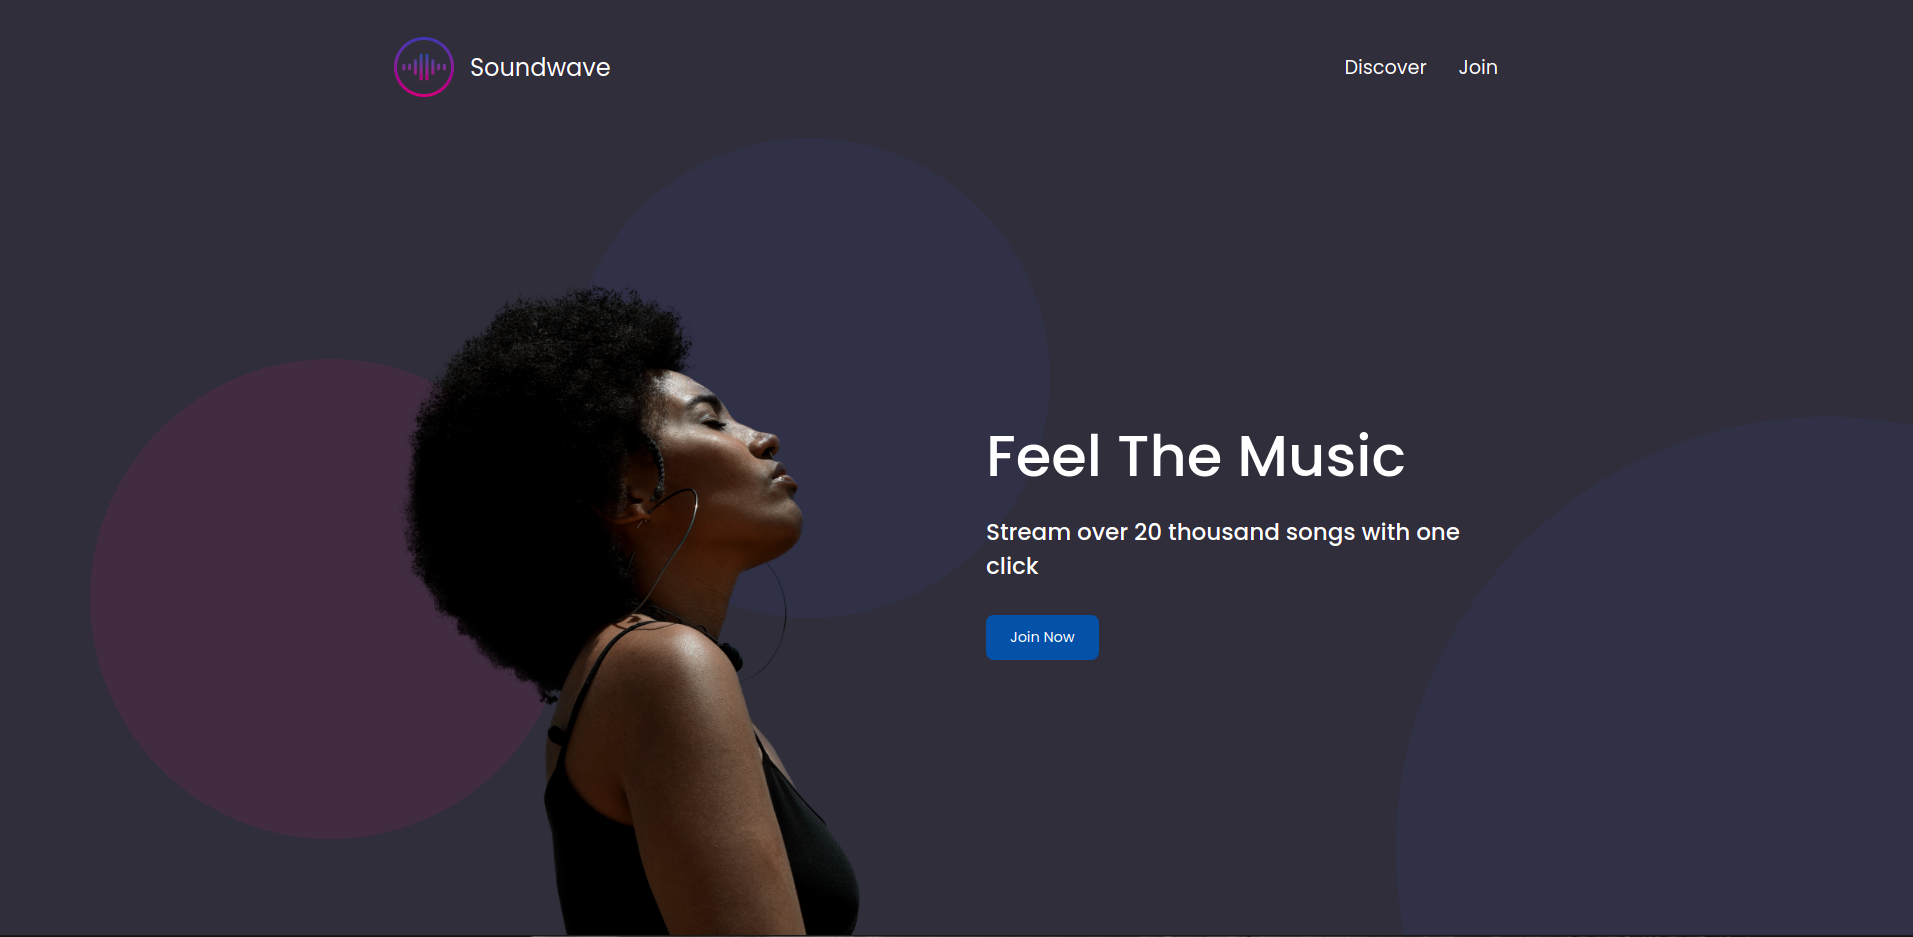 Soundwave
Discover Join
Feel The Music
Stream over 20 thousand songs with one
click
Join Now